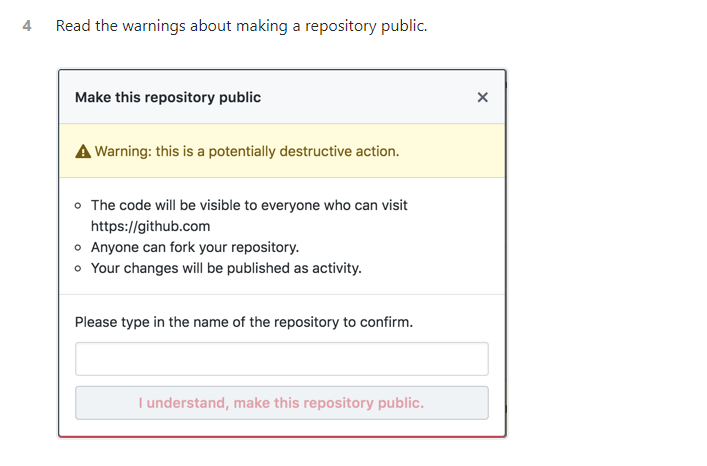 4 Read the warnings about making a repository public.
Make this repository public
Warning: this is a potentially destructive action.
The code will be visible to everyone who can visit
https://github.com
Anyone can fork your repository.
Your changes will be published as activity.
Please type in the name of the repository to confirm.
I understand, make this repository public.